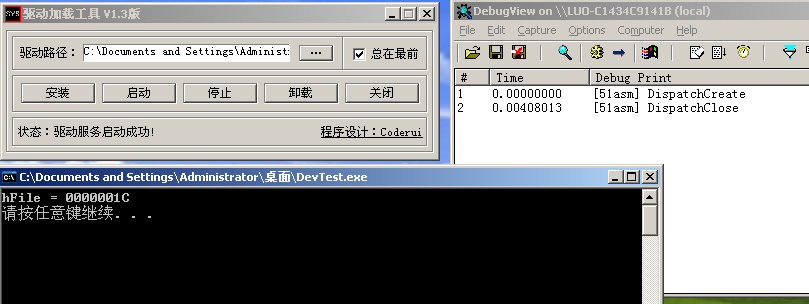 驱动加载工具 V1.3版
驱动路径： C:\Documents and Settings\Administ ... 总在最前
安装 启动 停止 卸载 关闭
状态：驱动服务启动成功! 程序设计：Coderui
DebugView on \\LUO-C1434C9141B (local)
File Edit Capture Options Computer Help
# Time Debug Print
1 0.00000000 [51asm] DispatchCreate
2 0.00408013 [51asm] DispatchClose
C:\Documents and Settings\Administrator\桌面\DevTest.exe
hFile = 0000001C
请按任意键继续. . .